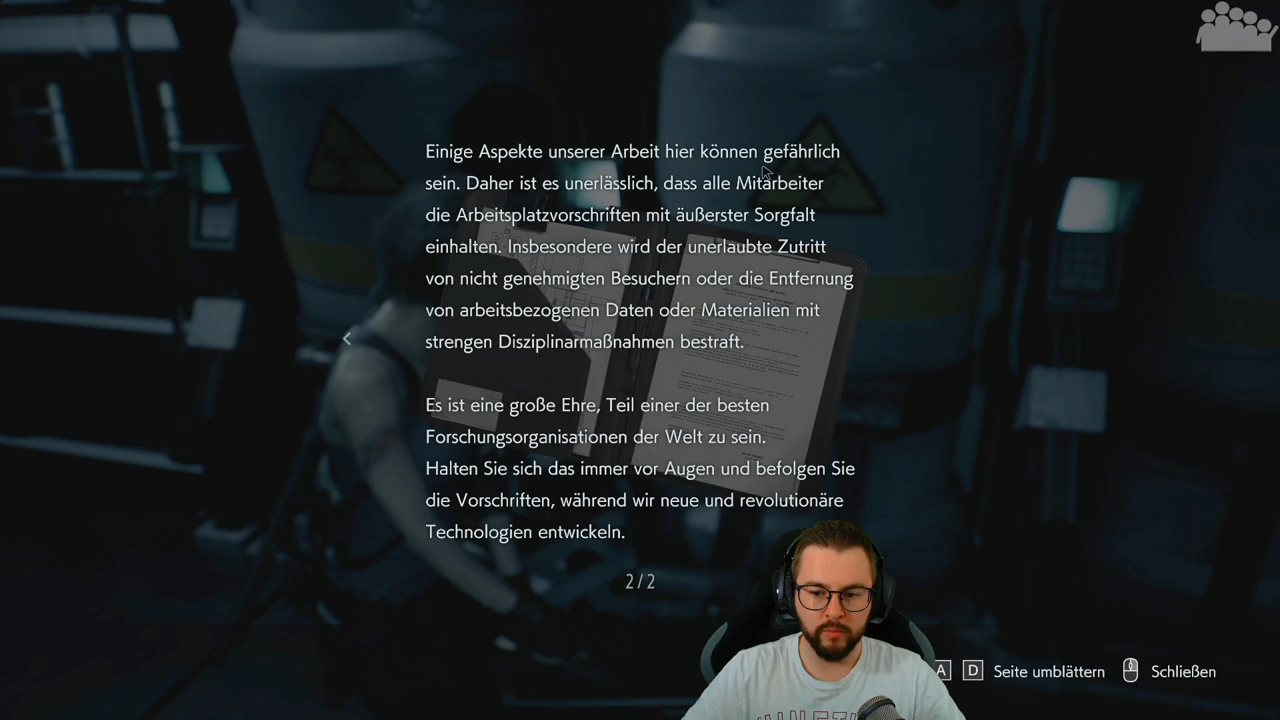 Einige Aspekte unserer Arbeit hier können gefährlich
sein. Daher ist es unerlässlich, dass alle Mitarbeiter
die Arbeitsplatzvorschriften mit äußerster Sorgfalt
einhalten. Insbesondere wird der unerlaubte Zutritt
von nicht genehmigten Besuchern oder die Entfernung
von arbeitsbezogenen Daten oder Materialien mit
strengen Disziplinarmaßnahmen bestraft.
Es ist eine große Ehre, Teil einer der besten
Forschungsorganisationen der Welt zu sein.
Halten Sie sich das immer vor Augen und befolgen Sie
die Vorschriften, während wir neue und revolutionäre
Technologien entwickeln.
2/2
A D Seite umblättern Schließen